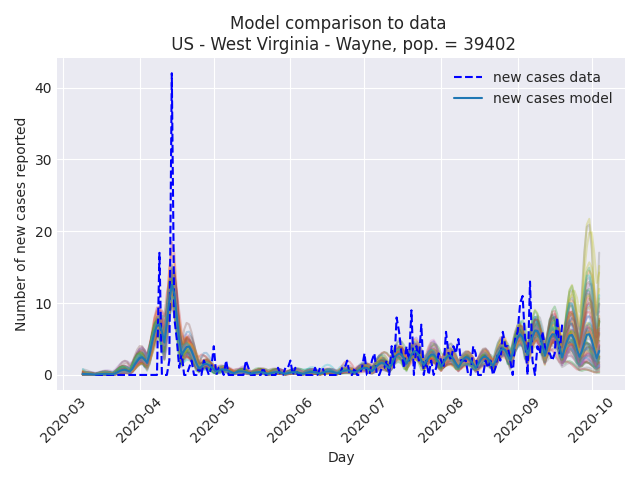 Model comparison to data
US - West Virginia - Wayne, pop. = 39402
new cases data
new cases model
Number of new cases reported
40
30
20
10
0
2020-03
2020-04
2020-05
2020-06
2020-07
2020-08
2020-09
2020-10
Day